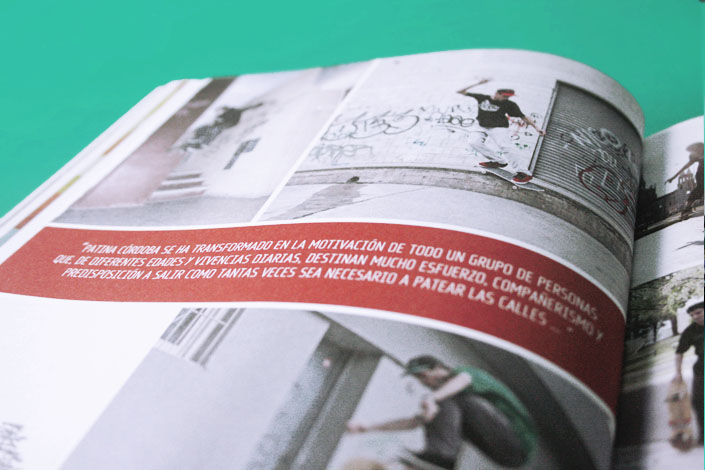 "PATINA CÓRDOBA SE HA TRANSFORMADO EN LA MOTIVACIÓN DE TODO UN GRUPO DE PERSONAS
QUE, DE DIFERENTES EDADES Y VIVENCIAS DIARIAS, DESTINAN MUCHO ESFUERZO, COMPAÑERISMO Y
PREDISPOSICIÓN A SALIR COMO TANTAS VECES SEA NECESARIO A PATEAR LAS CALLES ... "